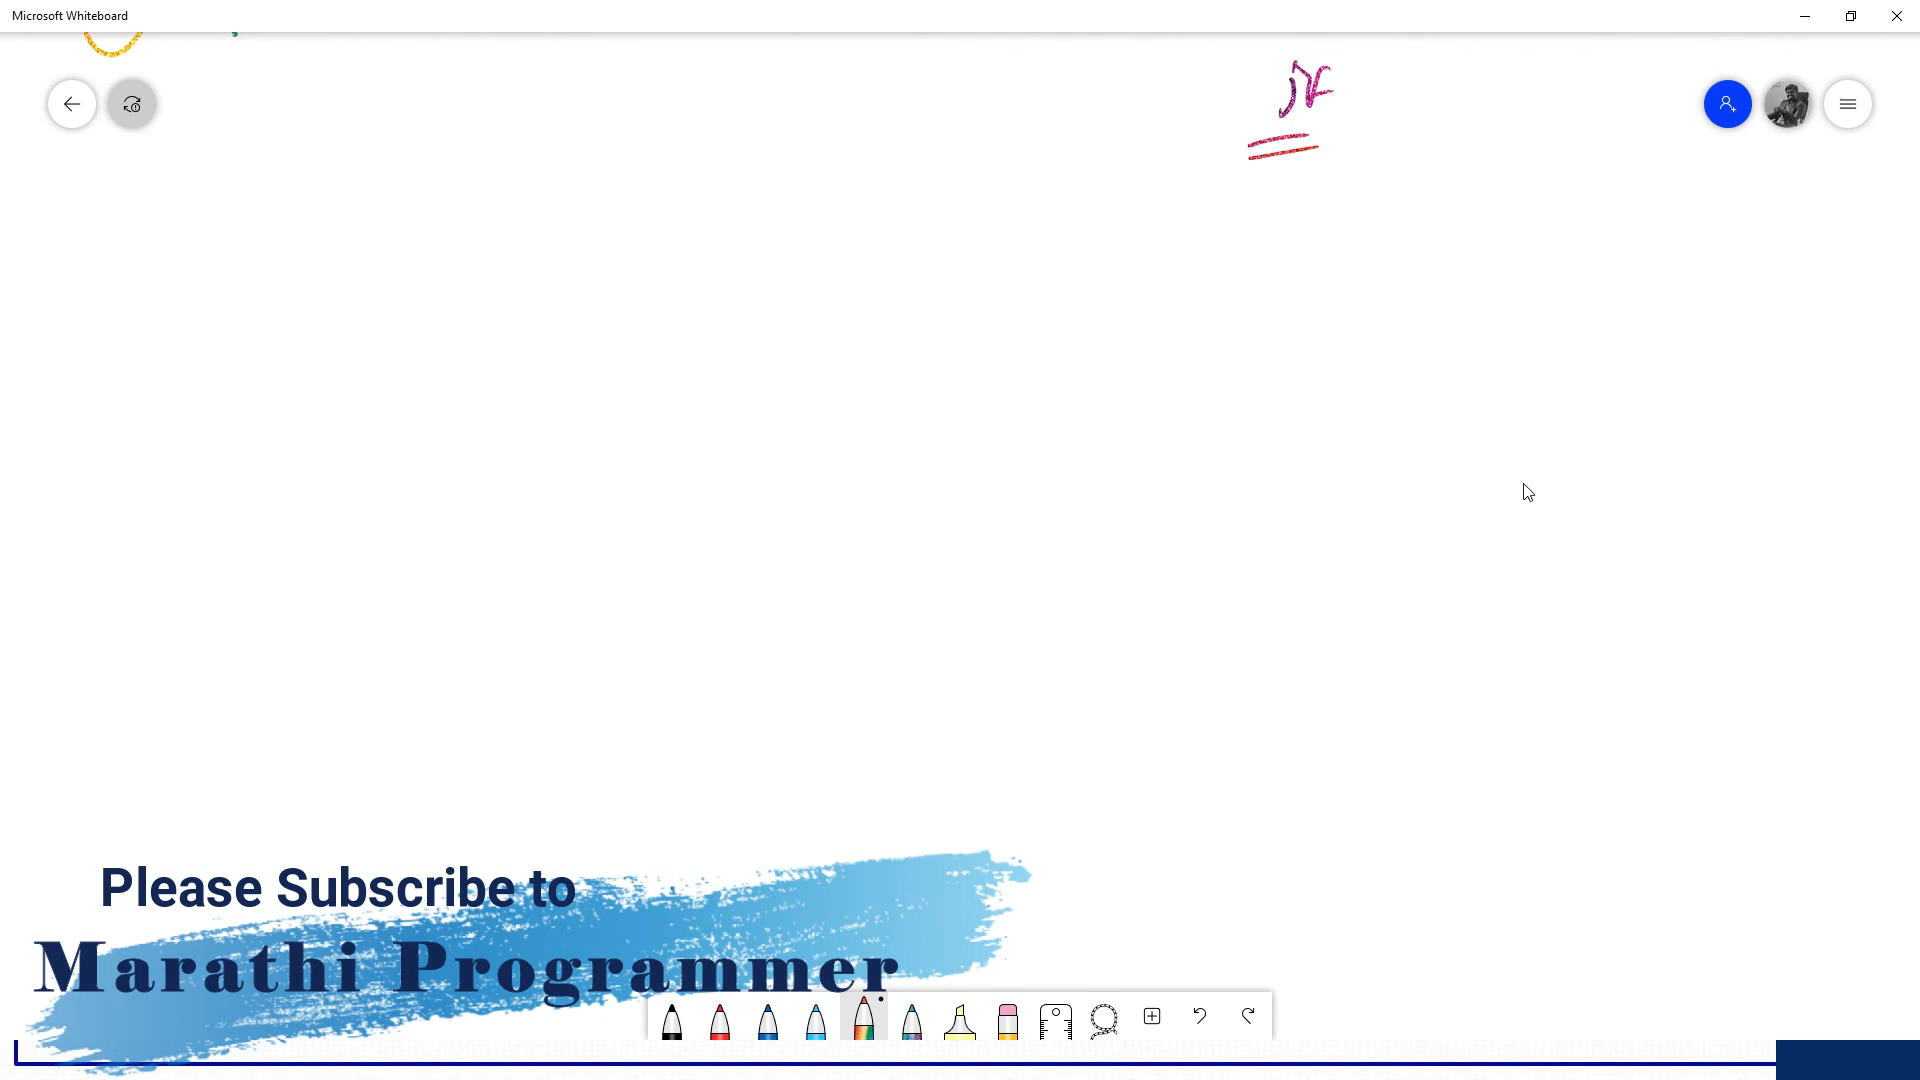 Microsoft Whiteboard
Please Subscribe to
Marathi Programmer